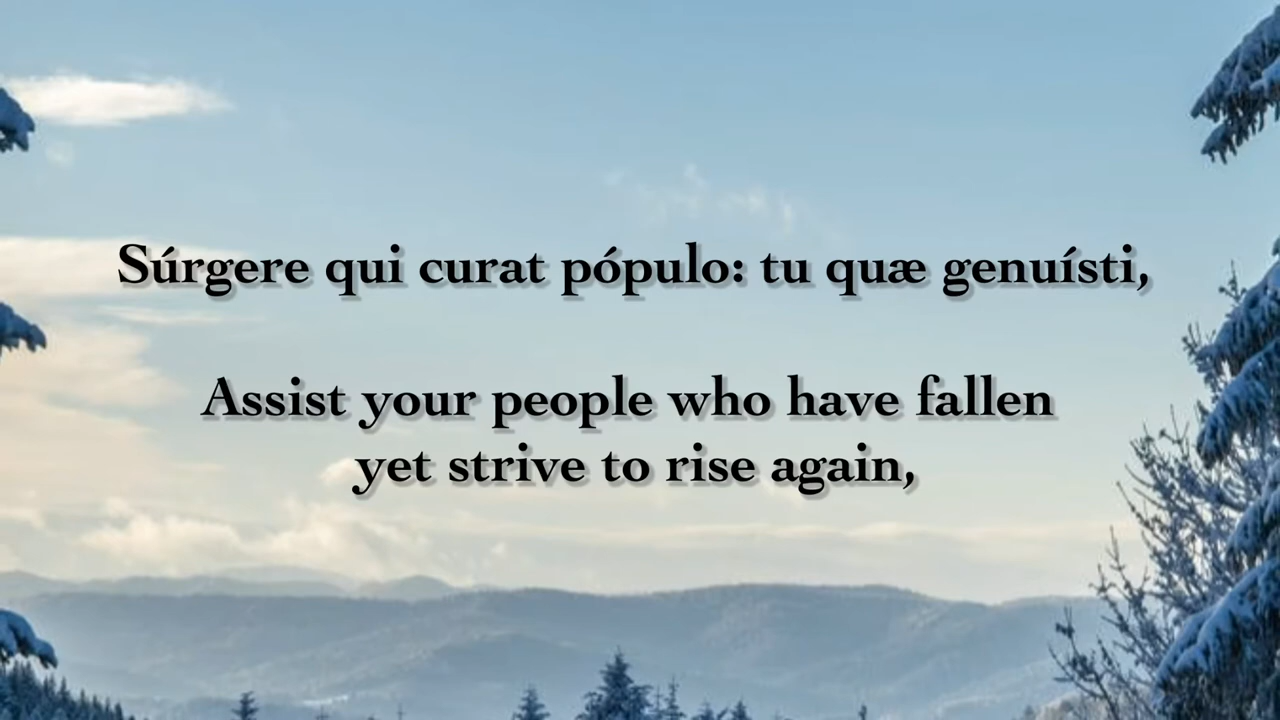 Súrgere qui curat pópulo: tu quæ genuísti,
Assist your people who have fallen
yet strive to rise again,